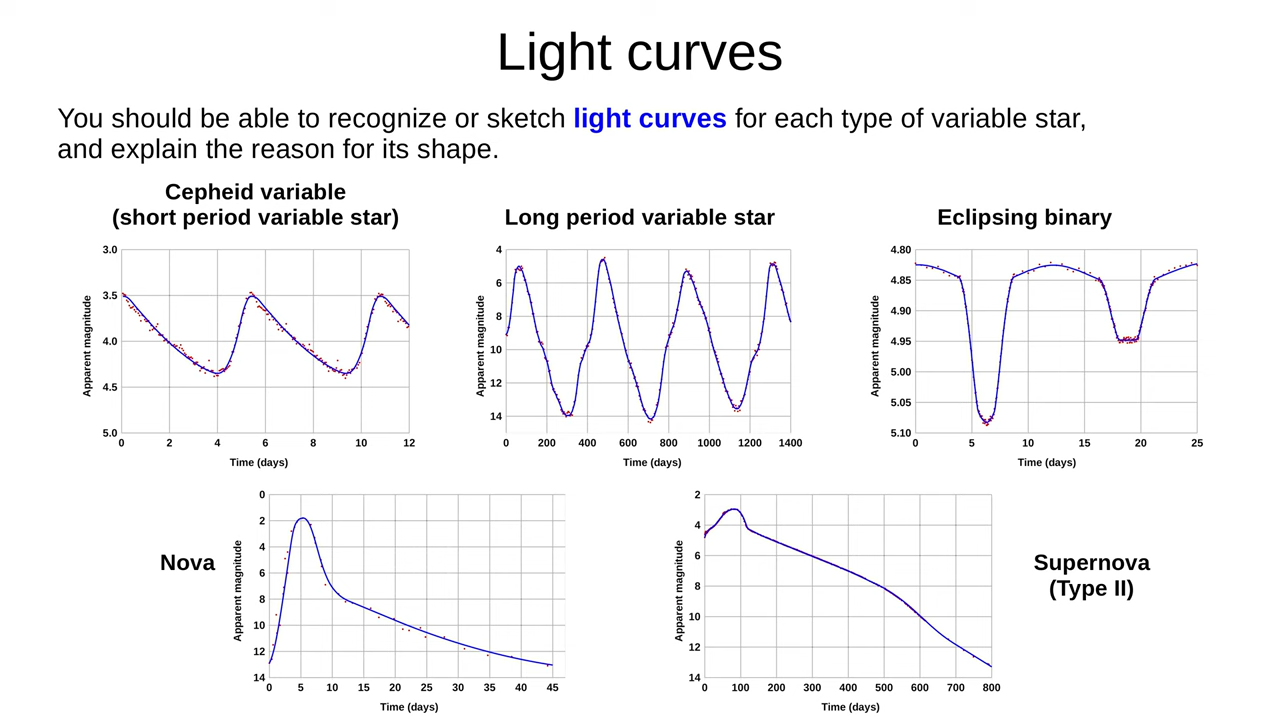 Light curves
You should be able to recognize or sketch light curves for each type of variable star,
and explain the reason for its shape.
Cepheid variable
(short period variable star)
3.0
3.5
4.0
4.5
5.0
Apparent magnitude
0 2 4 6 8 10 12
Time (days)
Long period variable star
4
6
8
10
12
14
Apparent magnitude
0 200 400 600 800 1000 1200 1400
Time (days)
Eclipsing binary
4.80
4.85
4.90
4.95
5.00
5.05
5.10
Apparent magnitude
0 5 10 15 20 25
Time (days)
Nova
0
2
4
6
8
10
12
14
Apparent magnitude
0 5 10 15 20 25 30 35 40 45
Time (days)
2
4
6
8
10
12
14
Apparent magnitude
0 100 200 300 400 500 600 700 800
Time (days)
Supernova
(Type II)